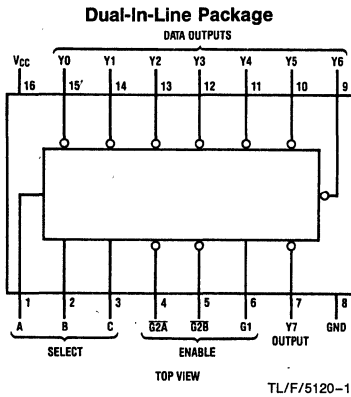 Dual-In-Line Package
DATA OUTPUTS
VCC Y0 Y1 Y2 Y3 Y4 Y5 Y6
16 15' 14 13 12 11 10 9
1 2 3 4 5 6 7 8
A B C G2A G2B G1 Y7 GND
OUTPUT
SELECT ENABLE
TOP VIEW
TL/F/5120-1